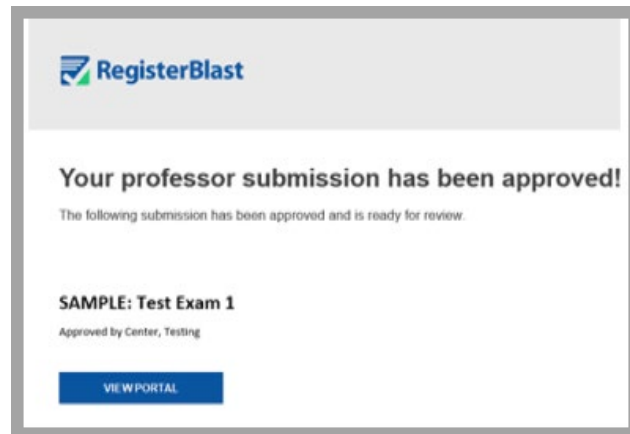 RegisterBlast
Your professor submission has been approved!
The following submission has been approved and is ready for review.
SAMPLE: Test Exam 1
Approved by Center, Testing
VIEW PORTAL